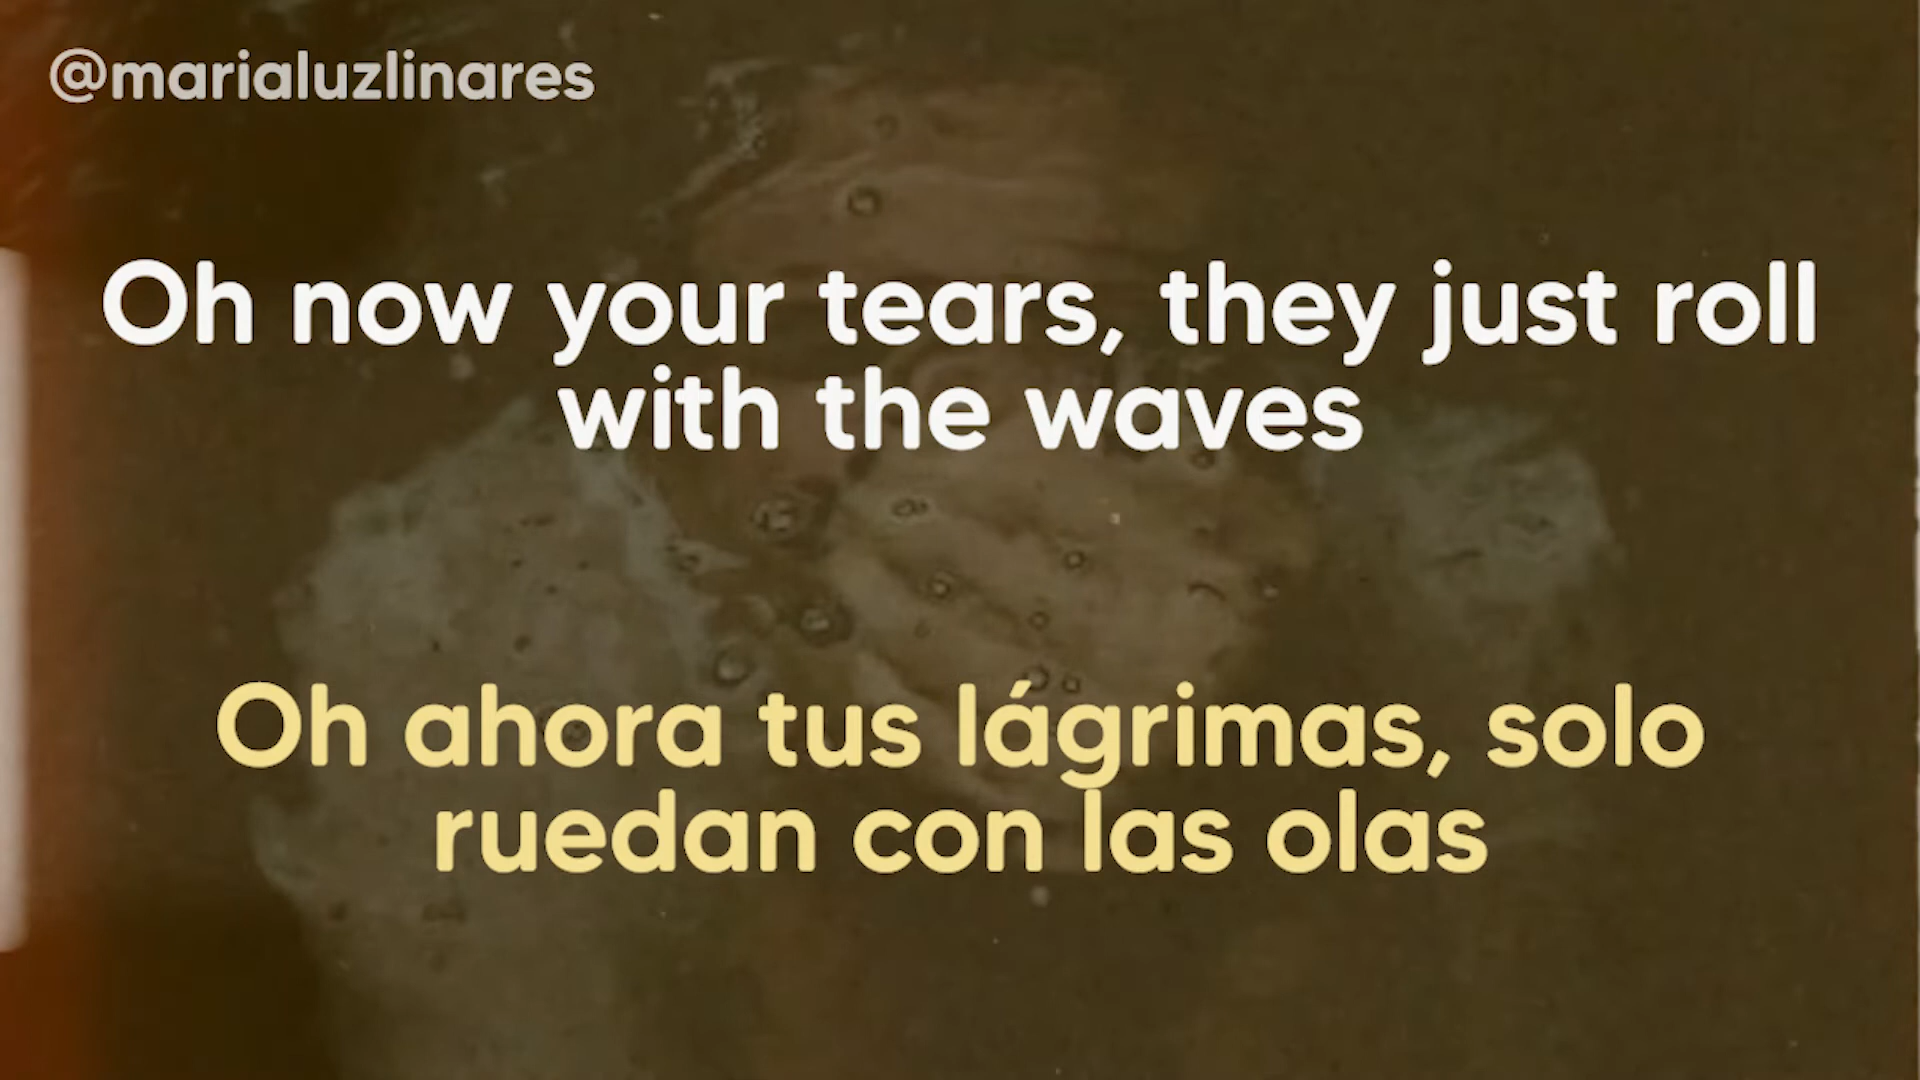 @marialuzlinares
Oh now your tears, they just roll
with the waves
Oh ahora tus lágrimas, solo
ruedan con las olas